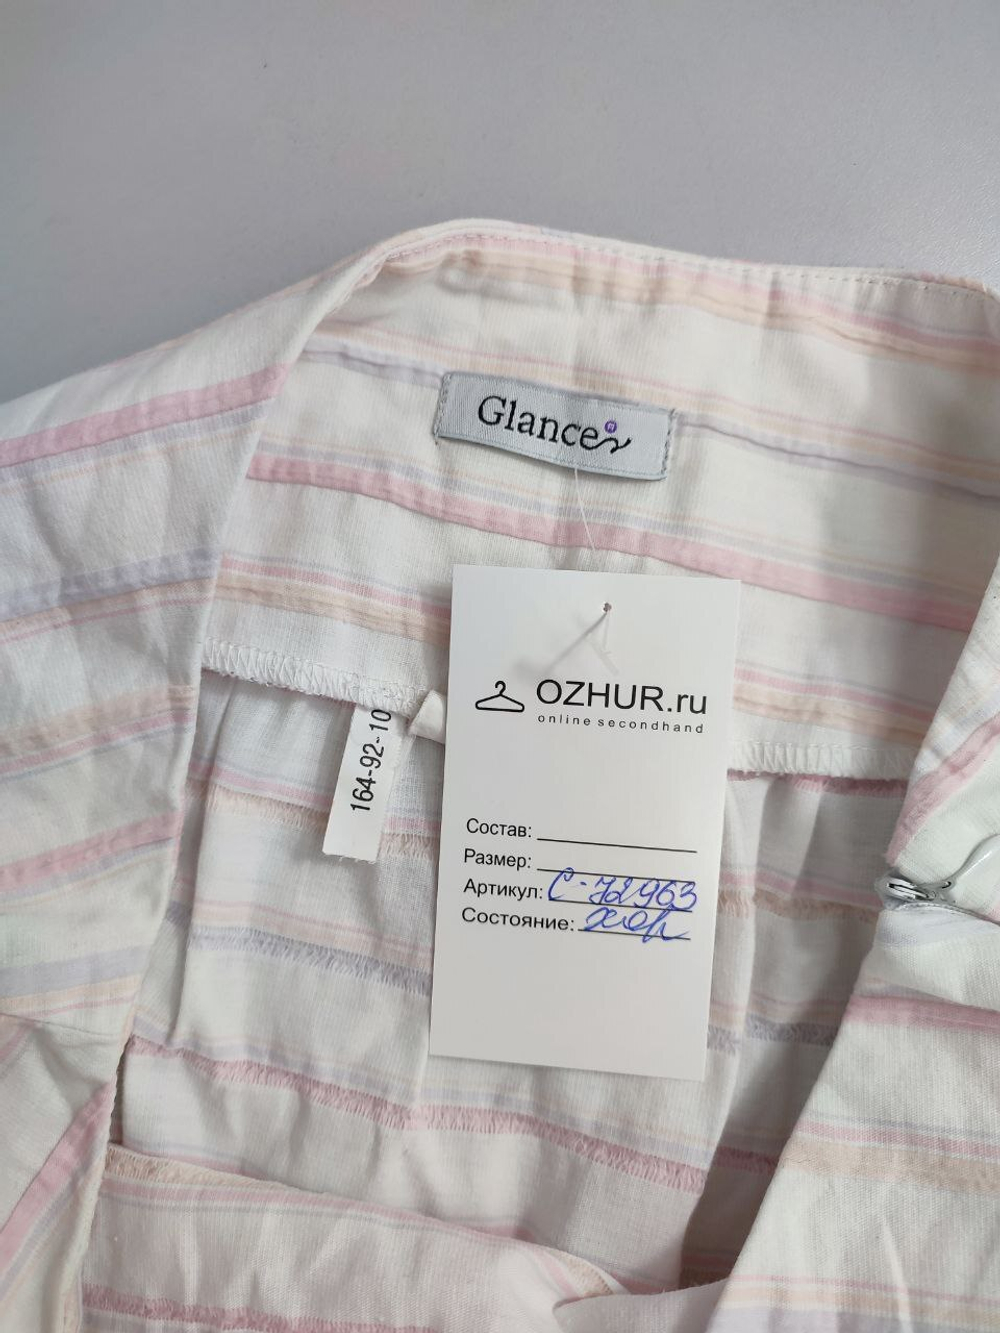 Glance
OZHUR.ru
online secondhand
164-92-10
Состав:
Размер:
Артикул: С-72963
Состояние: хор